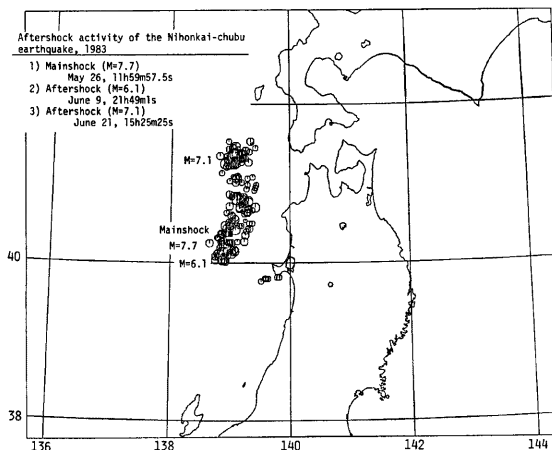 Aftershock activity of the Nihonkai-chubu
earthquake, 1983
1) Mainshock (M=7.7)
May 26, 11h59m57.5s
2) Aftershock (M=6.1)
June 9, 21h49m1s
3) Aftershock (M=7.1)
June 21, 15h25m25s
M=7.1
Mainshock
M=7.7
40
M=6.1
38
136
138
140
142
144